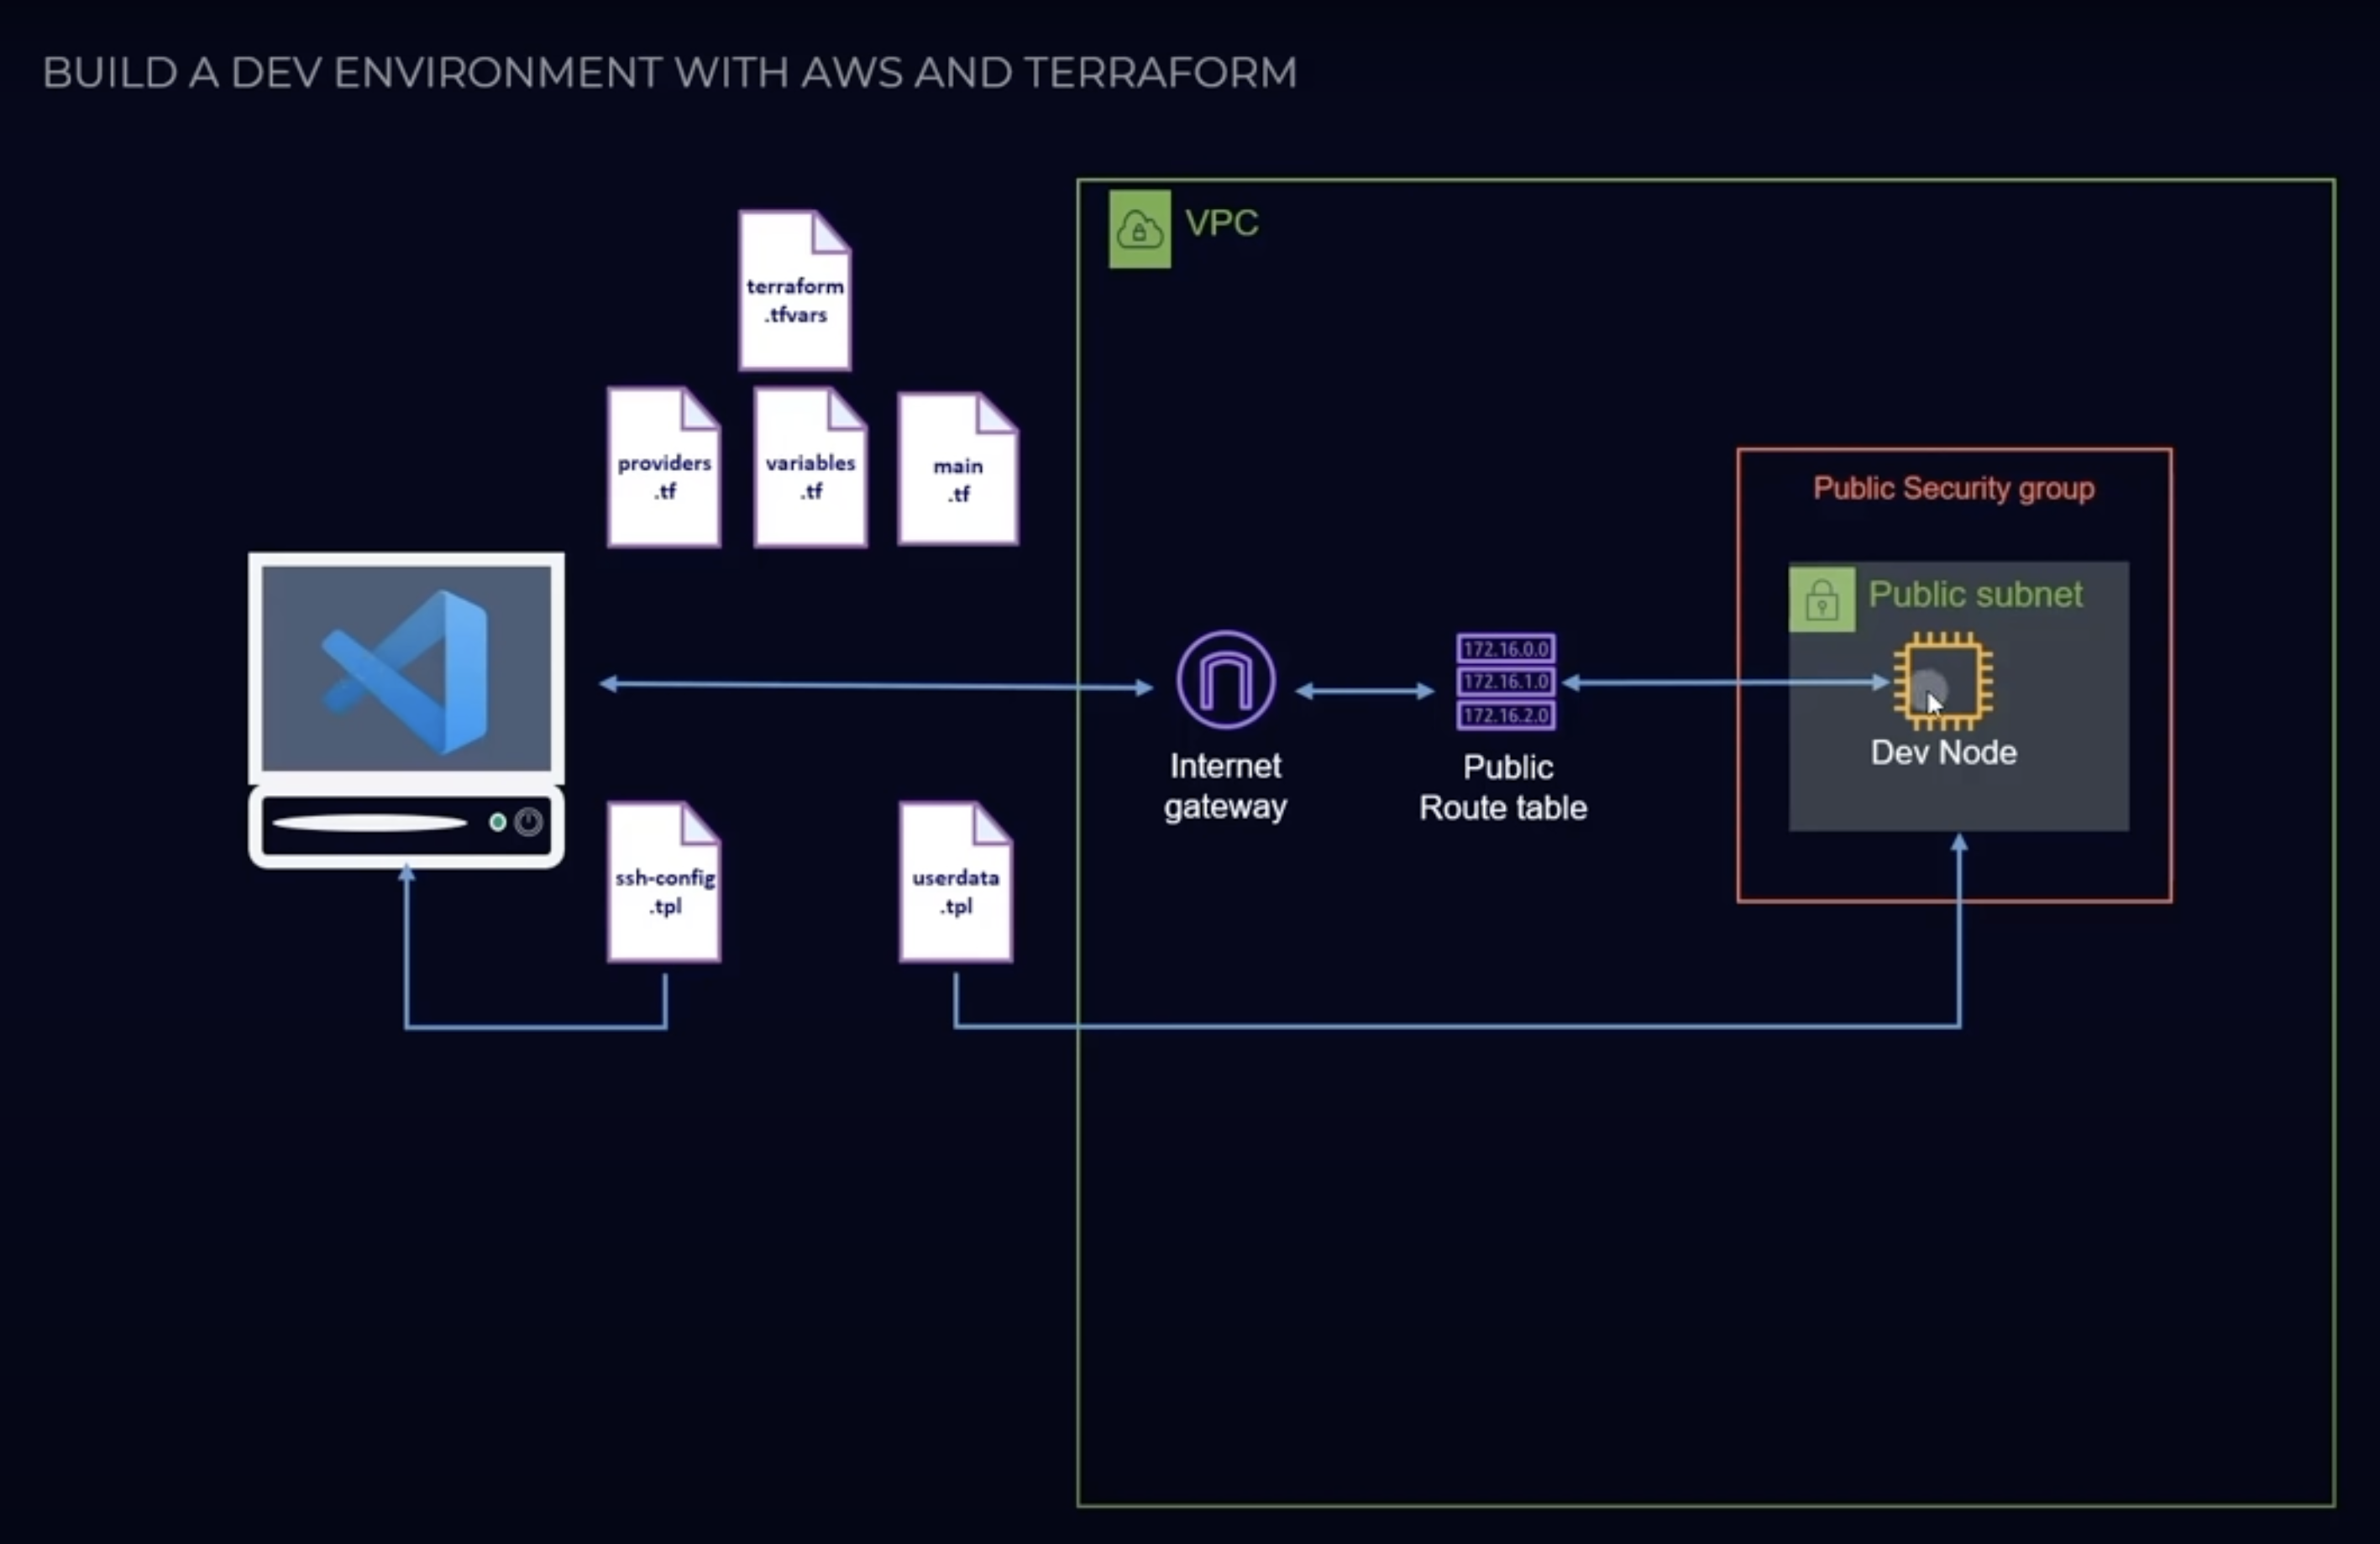 BUILD A DEV ENVIRONMENT WITH AWS AND TERRAFORM
VPC
terraform
.tfvars
providers
.tf
variables
.tf
main
.tf
Public Security group
Public subnet
172.16.0.0
172.16.1.0
172.16.2.0
Dev Node
Internet
gateway
Public
Route table
ssh-config
.tpl
userdata
.tpl